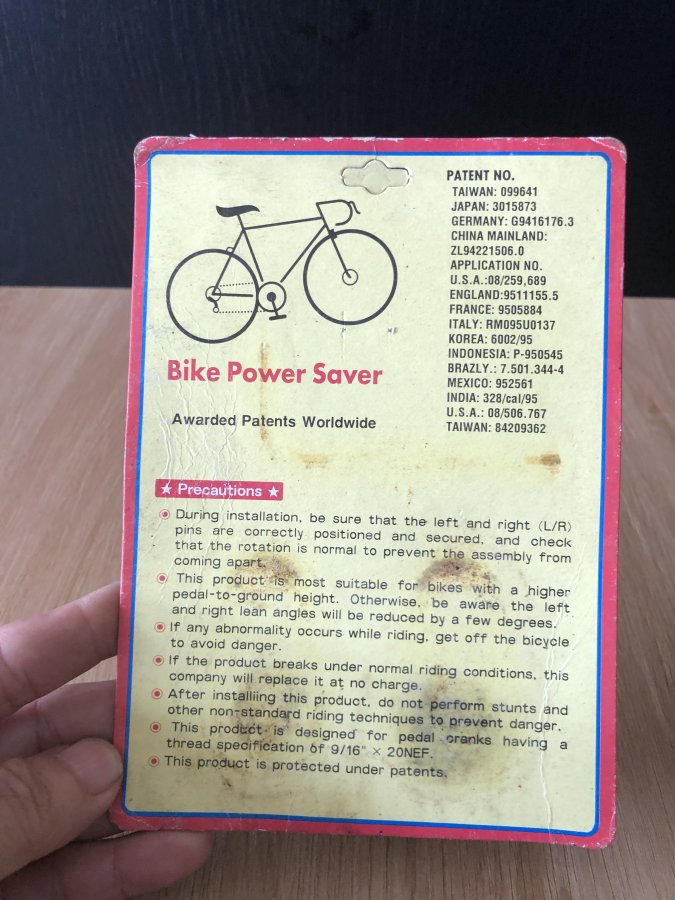 PATENT NO.
TAIWAN: 099641
JAPAN: 3015873
GERMANY: G9416176.3
CHINA MAINLAND:
ZL94221506.0
APPLICATION NO.
U.S.A.:08/259,689
ENGLAND:9511155.5
FRANCE: 9505884
ITALY: RM095U0137
KOREA: 6002/95
INDONESIA: P-950545
BRAZLY.: 7.501.344-4
MEXICO: 952561
INDIA: 328/cal/95
U.S.A.: 08/506.767
TAIWAN: 84209362
Bike Power Saver
Awarded Patents Worldwide
★ Precautions ★
During installation, be sure that the left and right (L/R)
pins are correctly positioned and secured, and check
that the rotation is normal to prevent the assembly from
coming apart.
This product is most suitable for bikes with a higher
pedal-to-ground height. Otherwise, be aware the left
and right lean angles will be reduced by a few degrees.
If any abnormality occurs while riding, get off the bicycle
to avoid danger.
If the product breaks under normal riding conditions, this
company will replace it at no charge.
After installiing this product, do not perform stunts and
other non-standard riding techniques to prevent danger.
This product is designed for pedal cranks having a
thread specification of 9/16" × 20NEF.
This product is protected under patents.